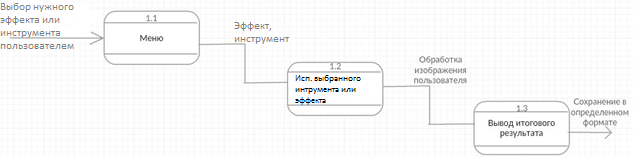 Выбор нужного
эффекта или
инструмента
пользователем
1.1
Меню
Эффект,
инструмент
1.2
Исп. выбранного
интрумента или
эффекта
Обработка
изображения
пользователя
1.3
Вывод итогового
результата
Сохранение в
определенном
формате